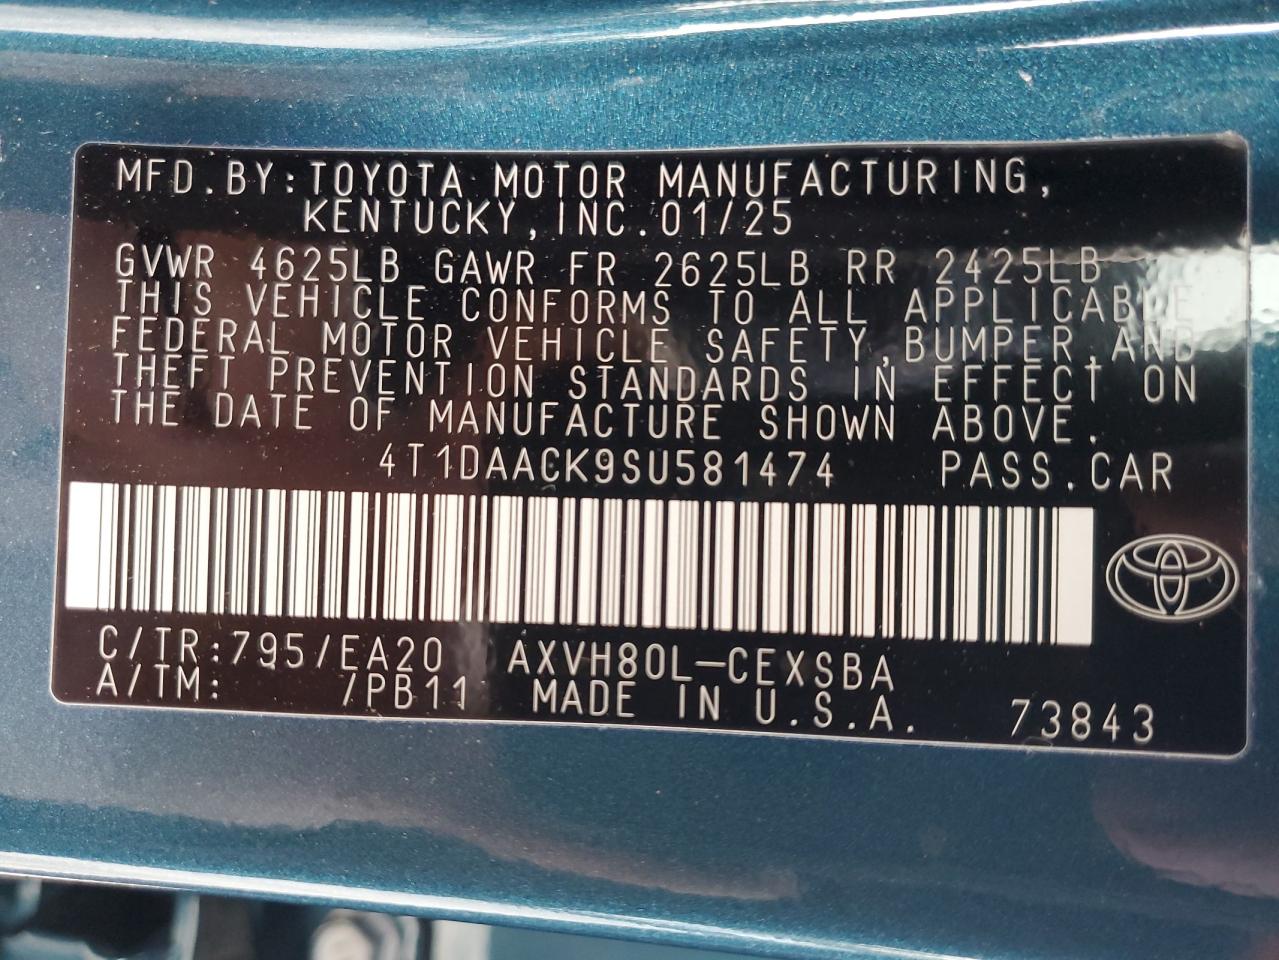 MFD.BY:TOYOTA MOTOR MANUFACTURING,
KENTUCKY,INC.01/25
GVWR 4625LB GAWR FR 2625LB RR 2425LB
THIS VEHICLE CONFORMS TO ALL APPLICABLE
FEDERAL MOTOR VEHICLE SAFETY,BUMPER,AND
THEFT PREVENTION STANDARDS IN EFFECT ON
THE DATE OF MANUFACTURE SHOWN ABOVE.
4T1DAACK9SU581474 PASS.CAR
C/TR:795/EA20 AXVH80L-CEXSBA
A/TM: /PB11 MADE IN U.S.A. 73843